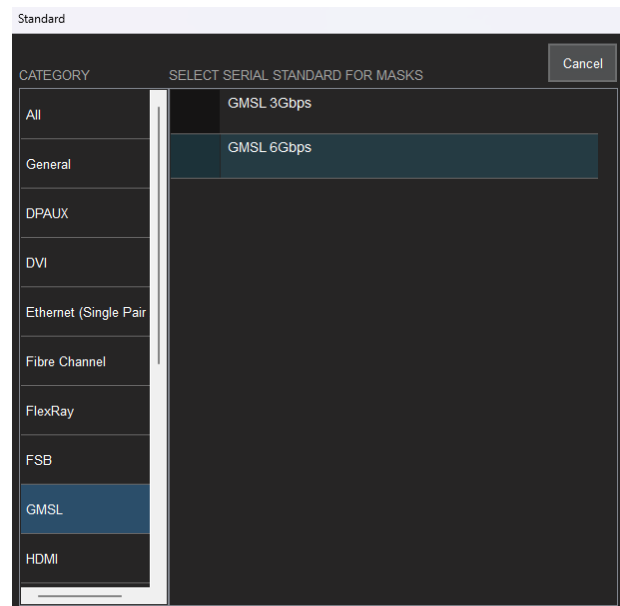 Standard
Cancel
CATEGORY
SELECT SERIAL STANDARD FOR MASKS
All
General
DPAUX
DVI
Ethernet (Single Pair
Fibre Channel
FlexRay
FSB
GMSL
HDMI
GMSL 3Gbps
GMSL 6Gbps